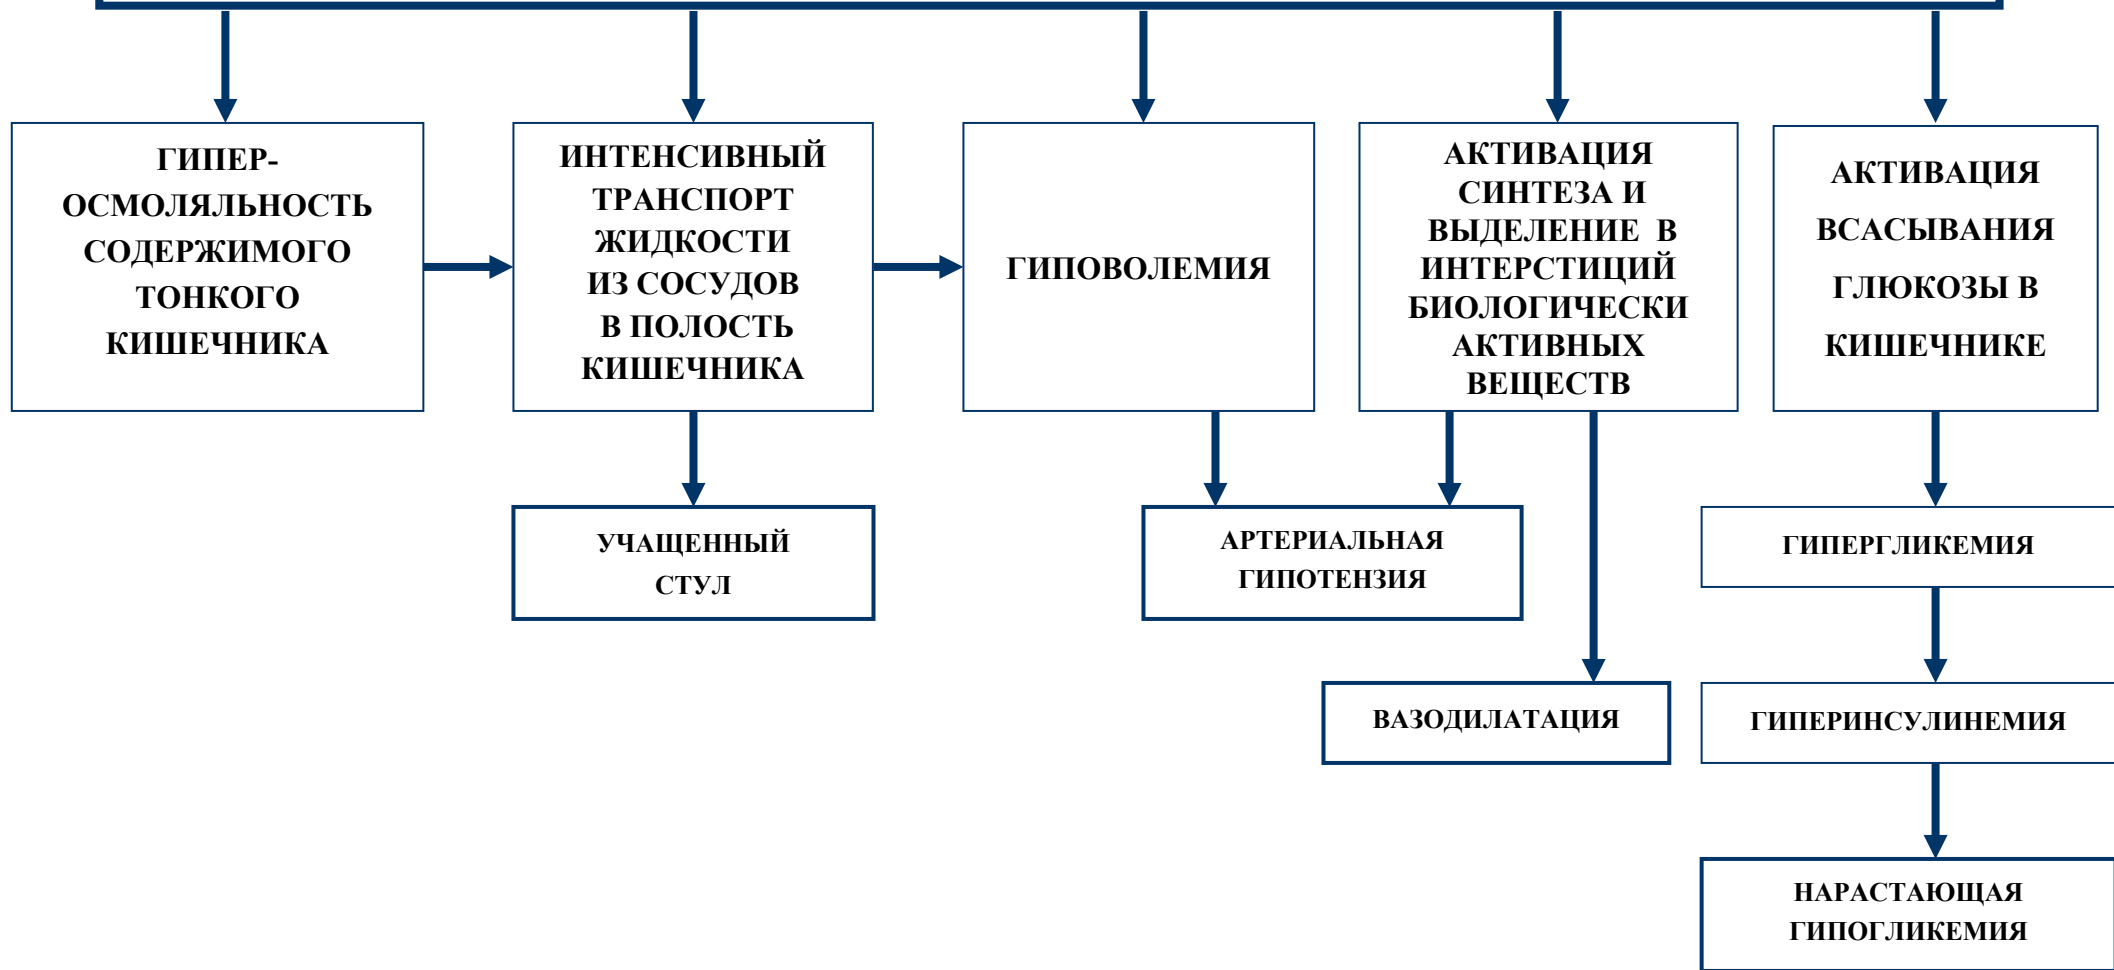 ГИПЕР-
ОСМОЛЯЛЬНОСТЬ
СОДЕРЖИМОГО
ТОНКОГО
КИШЕЧНИКА
ИНТЕНСИВНЫЙ
ТРАНСПОРТ
ЖИДКОСТИ
ИЗ СОСУДОВ
В ПОЛОСТЬ
КИШЕЧНИКА
ГИПОВОЛЕМИЯ
АКТИВАЦИЯ
СИНТЕЗА И
ВЫДЕЛЕНИЕ В
ИНТЕРСТИЦИЙ
БИОЛОГИЧЕСКИ
АКТИВНЫХ
ВЕЩЕСТВ
АКТИВАЦИЯ
ВСАСЫВАНИЯ
ГЛЮКОЗЫ В
КИШЕЧНИКЕ
УЧАЩЕННЫЙ
СТУЛ
АРТЕРИАЛЬНАЯ
ГИПОТЕНЗИЯ
ГИПЕРГЛИКЕМИЯ
ВАЗОДИЛАТАЦИЯ
ГИПЕРИНСУЛИНЕМИЯ
НАРАСТАЮЩАЯ
ГИПОГЛИКЕМИЯ